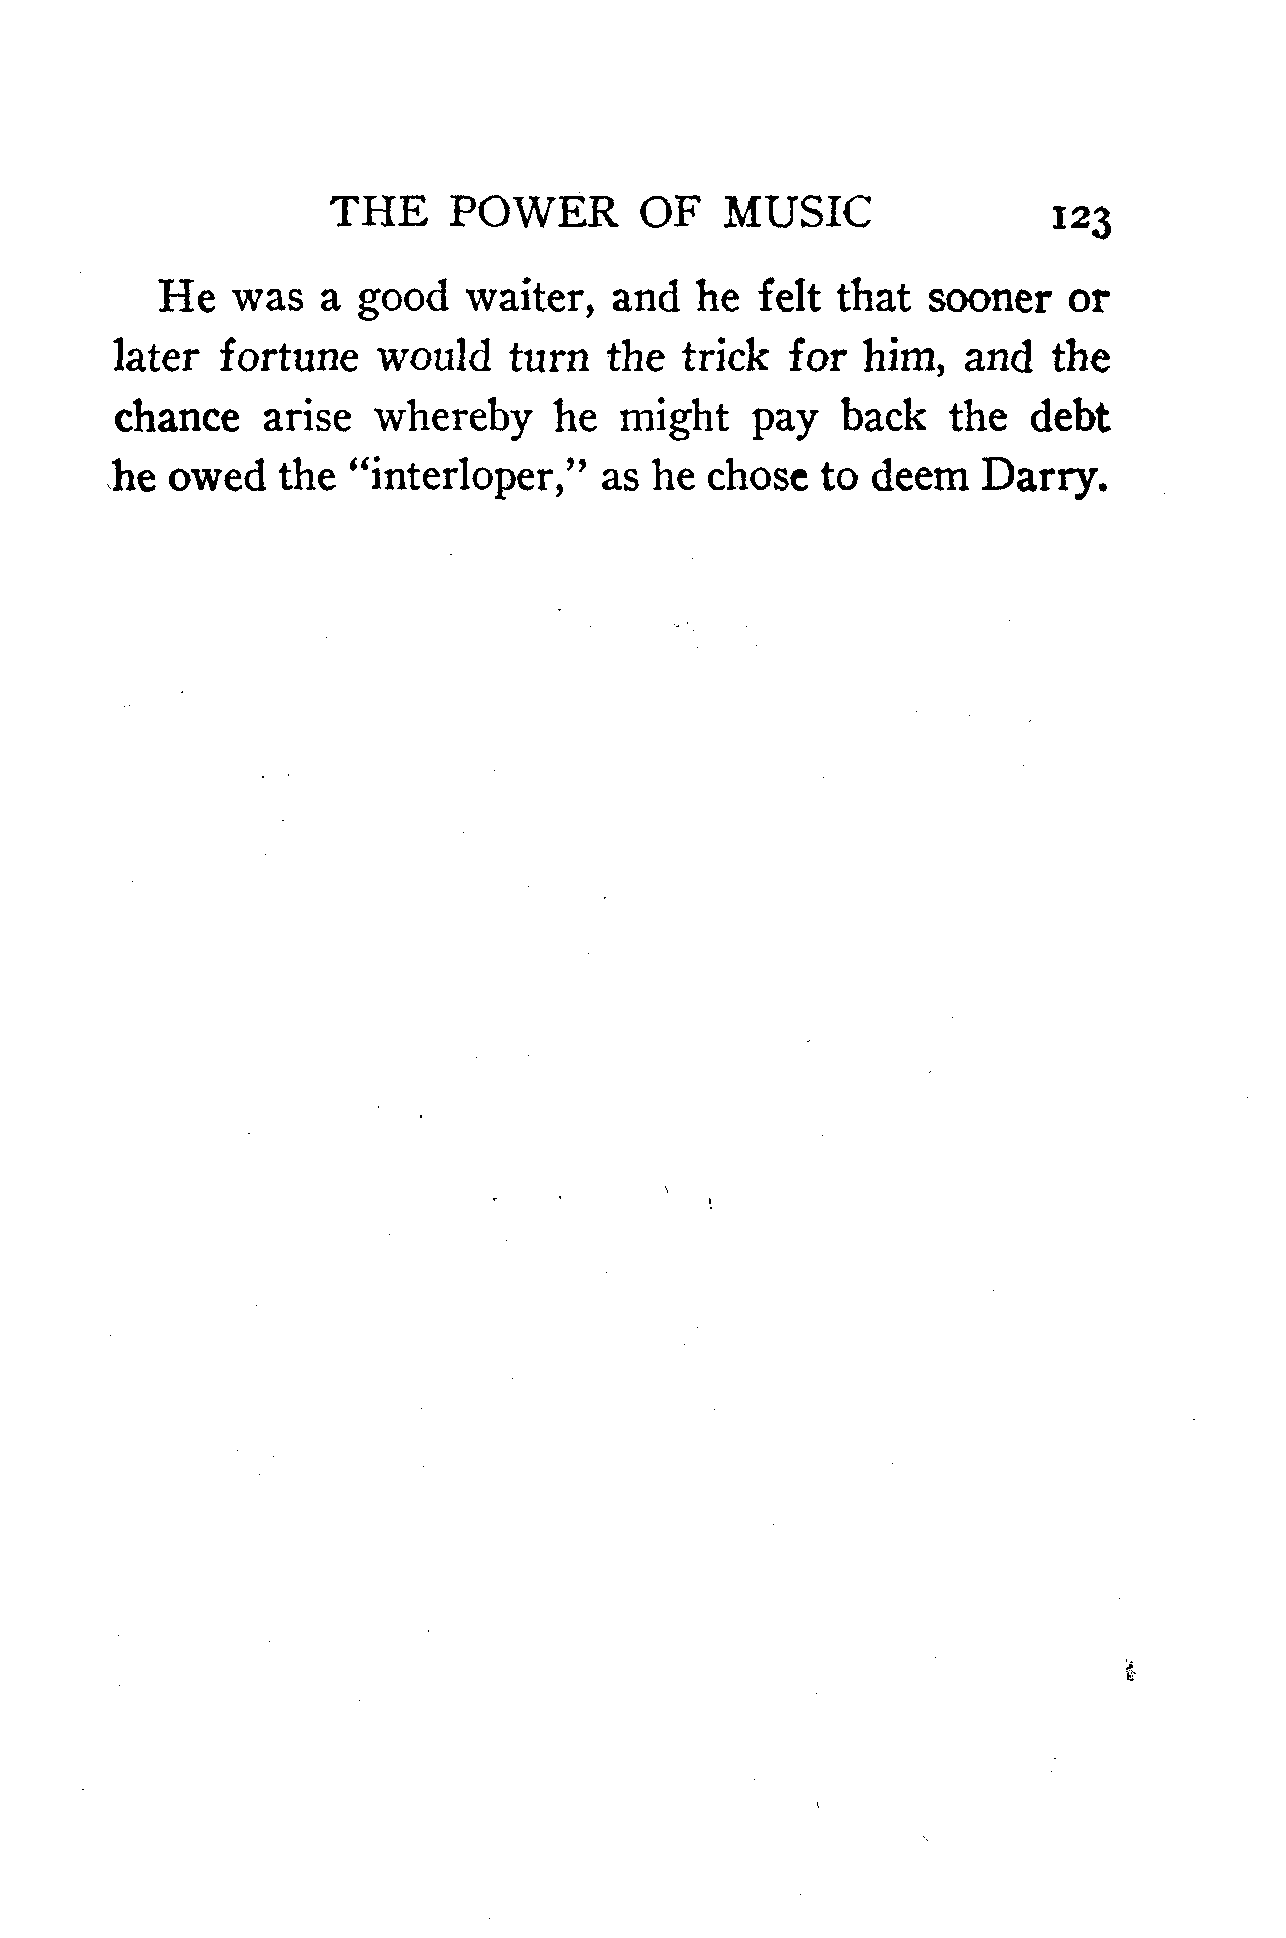 THE POWER OF MUSIC 123
He was a good waiter, and he felt that sooner or
later fortune would turn the trick for him, and the
chance arise whereby he might pay back the debt
he owed the “interloper,” as he chose to deem Darry.